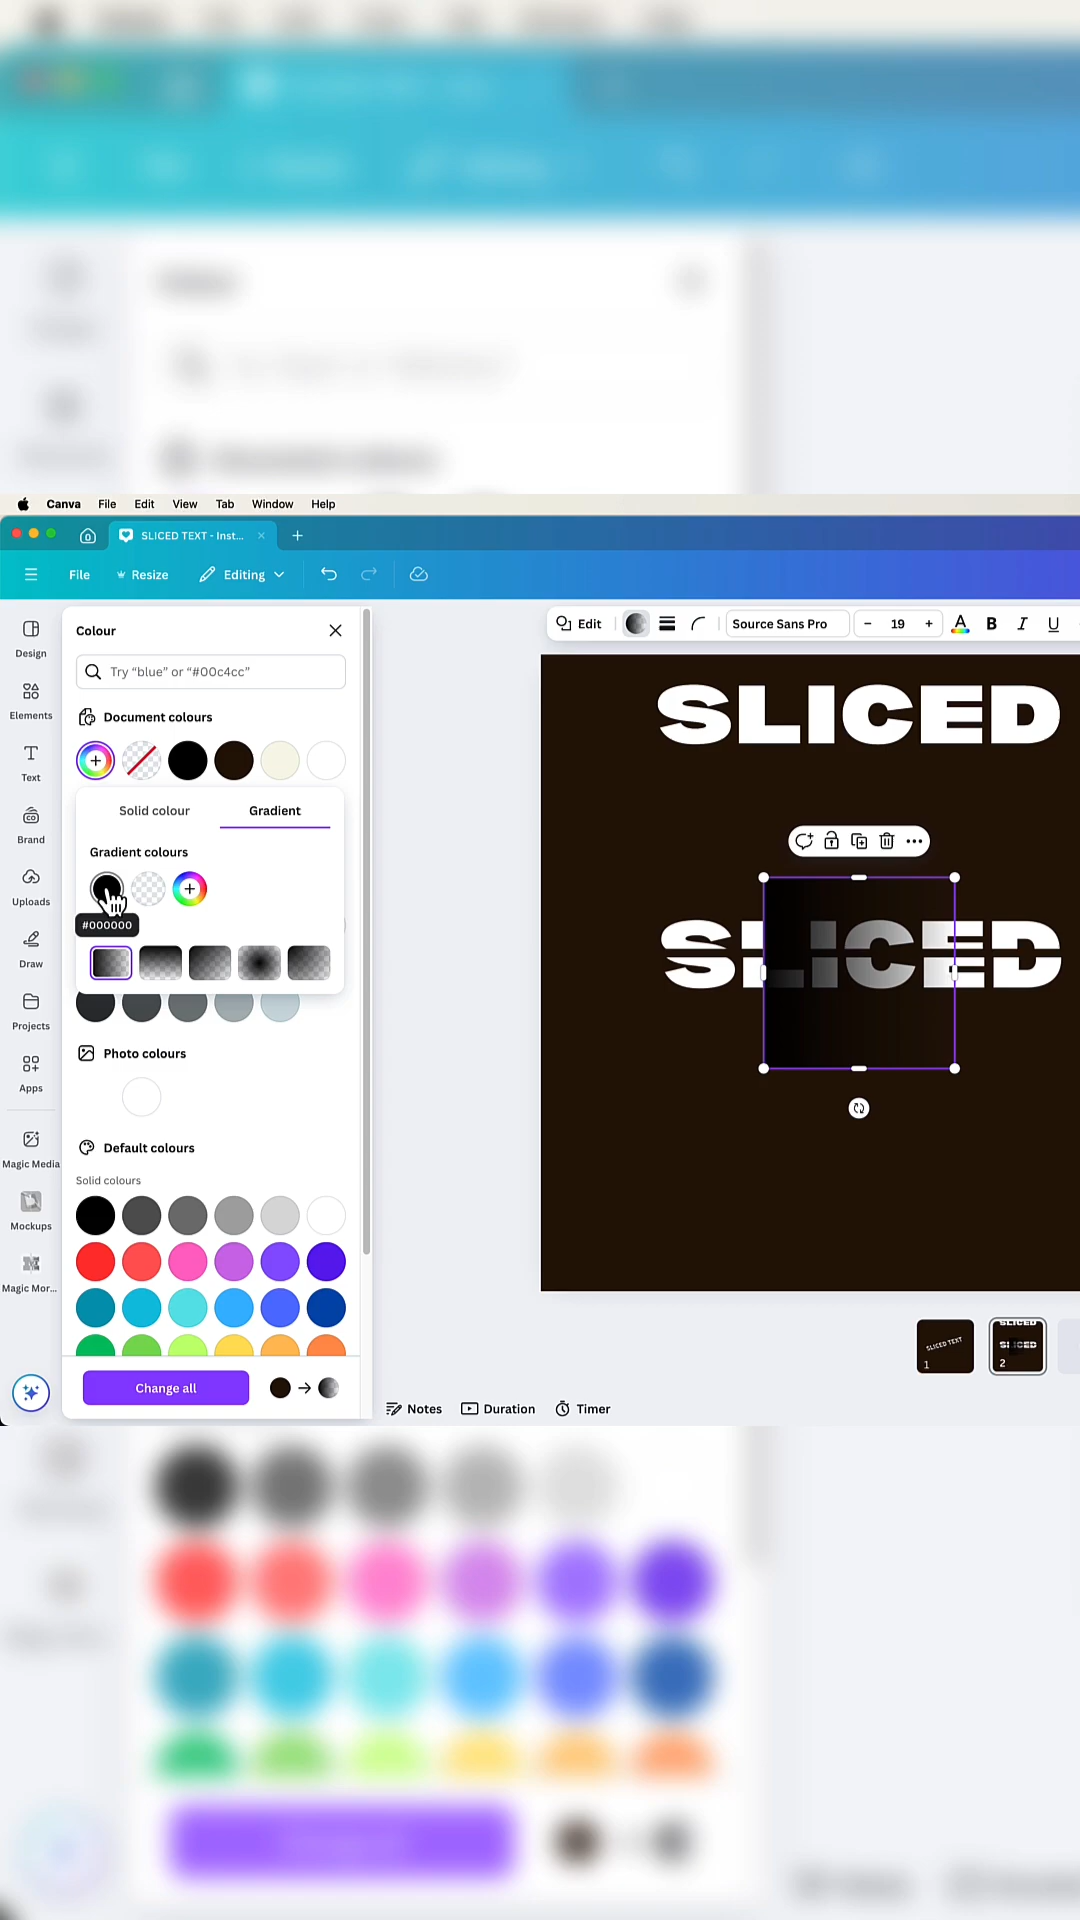 Canva File Edit View Tab Window Help
SLICED TEXT - Inst...
File Resize Editing
Design
Elements
Text
Brand
Uploads
Draw
Projects
Apps
Magic Media
Mockups
Magic Mor...
Colour
Try “blue” or “#00c4cc”
Document colours
Solid colour Gradient
Gradient colours
#000000
Photo colours
Default colours
Solid colours
Change all
Edit Source Sans Pro – 19 + A B I U
SLICED
SLICED
SLICED TEXT
1
SLICED
SLICED
2
Notes Duration Timer